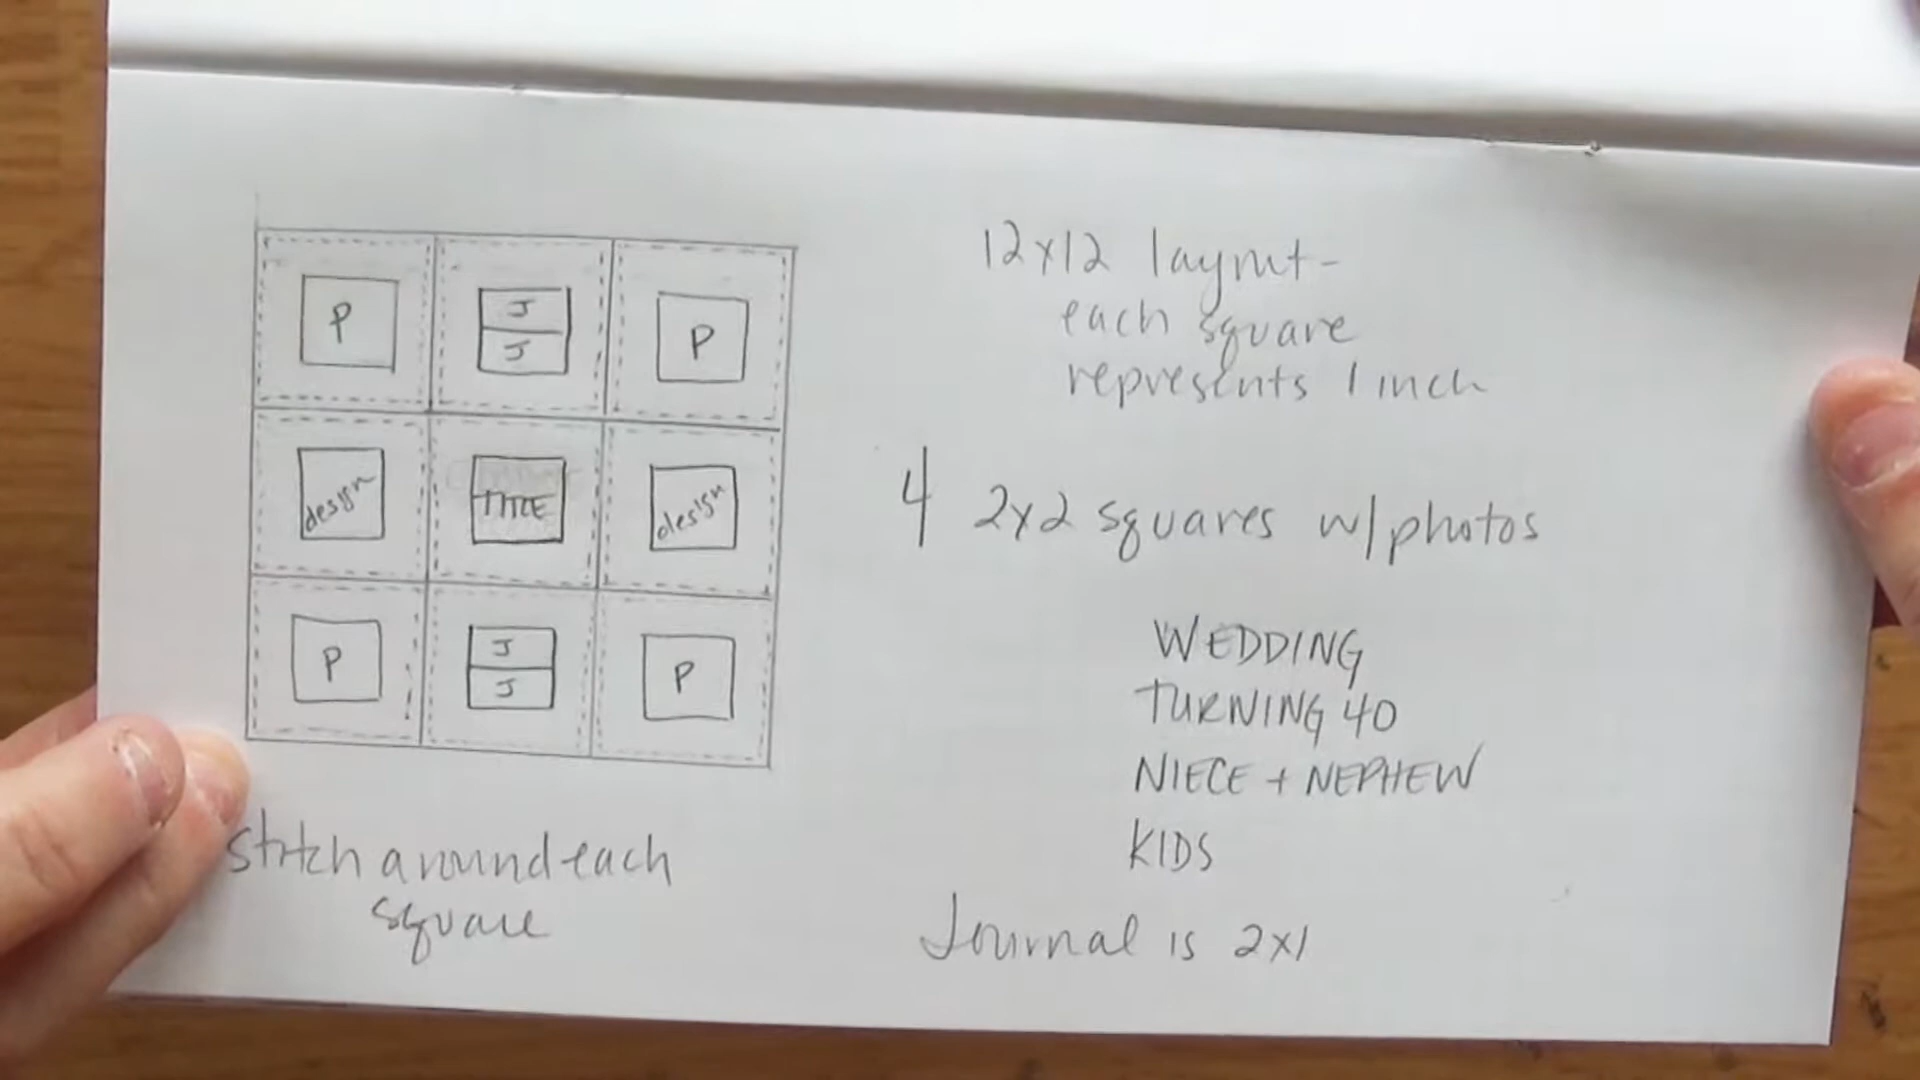 P
J
J
P
design
TITLE
design
P
J
J
P
stitch around each
square
12x12 layout-
each square
represents 1 inch
4 2x2 squares w/photos
WEDDING
TURNING 40
NIECE + NEPHEW
KIDS
Journal is 2x1